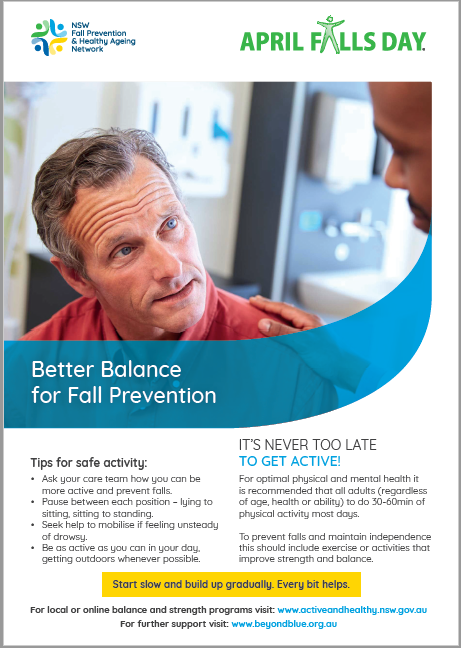 NSW
Fall Prevention
& Healthy Ageing
Network
APRIL FALLS DAY.
Better Balance
for Fall Prevention
Tips for safe activity:
• Ask your care team how you can be
more active and prevent falls.
• Pause between each position – lying to
sitting, sitting to standing.
• Seek help to mobilise if feeling unsteady
of drowsy.
• Be as active as you can in your day,
getting outdoors whenever possible.
IT'S NEVER TOO LATE
TO GET ACTIVE!
For optimal physical and mental health it
is recommended that all adults (regardless
of age, health or ability) to do 30-60min of
physical activity most days.
To prevent falls and maintain independence
this should include exercise or activities that
improve strength and balance.
Start slow and build up gradually. Every bit helps.
For local or online balance and strength programs visit: www.activeandhealthy.nsw.gov.au
For further support visit: www.beyondblue.org.au